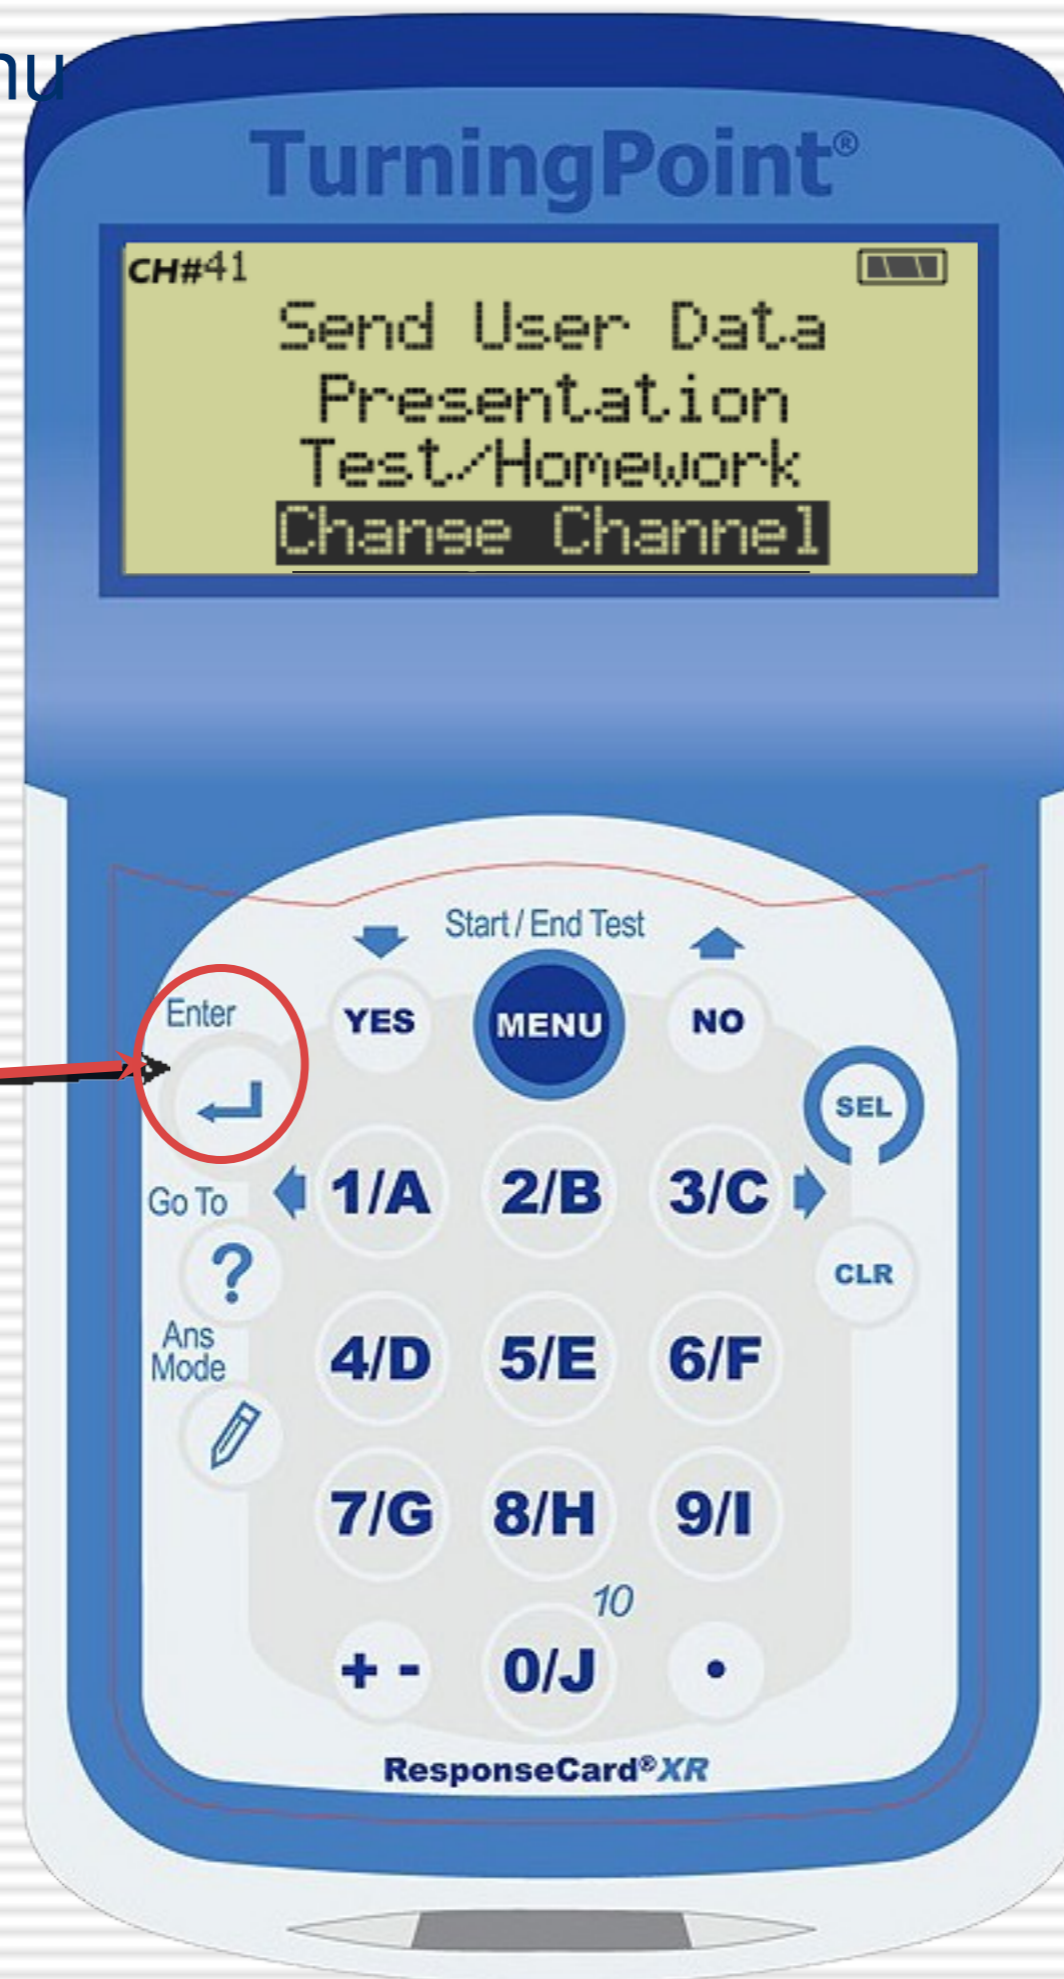 TurningPoint®
CH#41
Send User Data
Presentation
Test/Homework
Change Channel
Start / End Test
Enter
YES
MENU
NO
SEL
Go To
1/A
2/B
3/C
?
CLR
Ans
Mode
4/D
5/E
6/F
7/G
8/H
9/I
10
+ -
0/J
•
ResponseCard®XR